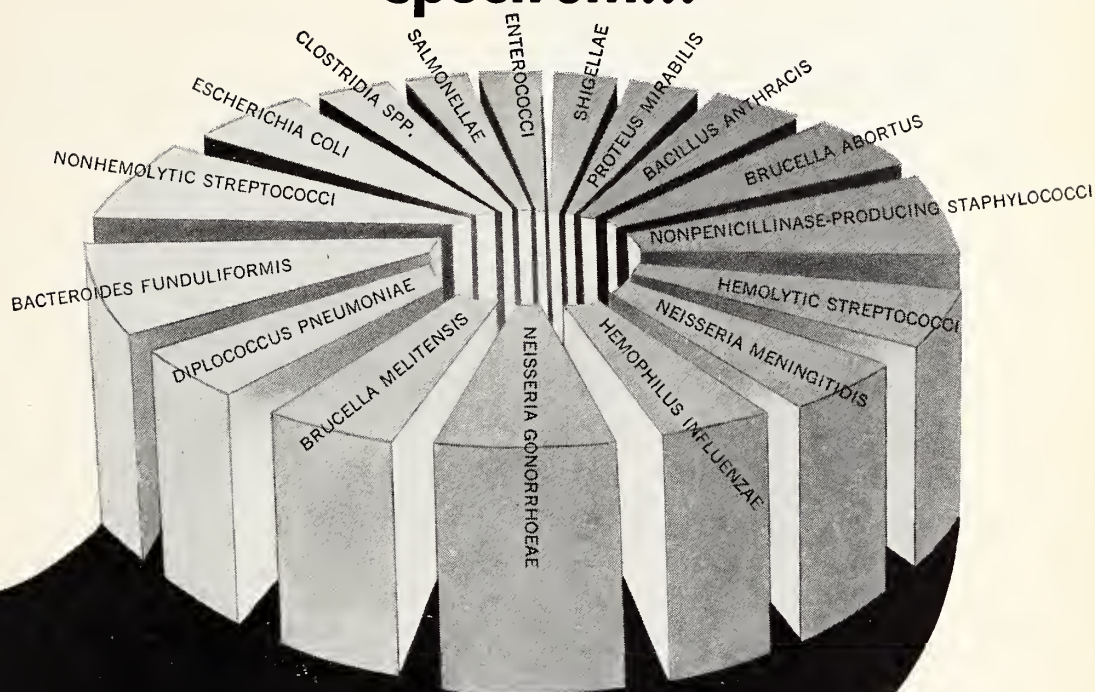 spectrum...
ENTEROCOCCI
SHIGELLAE
SALMONELLAE
PROTEUS MIRABILIS
CLOSTRIDIA SPP.
BACILLUS ANTHRACIS
ESCHERICHIA COLI
BRUCELLA ABORTUS
NONHEMOLYTIC STREPTOCOCCI
NONPENICILLINASE-PRODUCING STAPHYLOCOCCI
BACTEROIDES FUNDULIFORMIS
HEMOLYTIC STREPTOCOCCI
DIPLOCOCCUS PNEUMONIAE
NEISSERIA MENINGITIDIS
BRUCELLA MELITENSIS
NEISSERIA GONORRHOEAE
HEMOPHILUS INFLUENZAE